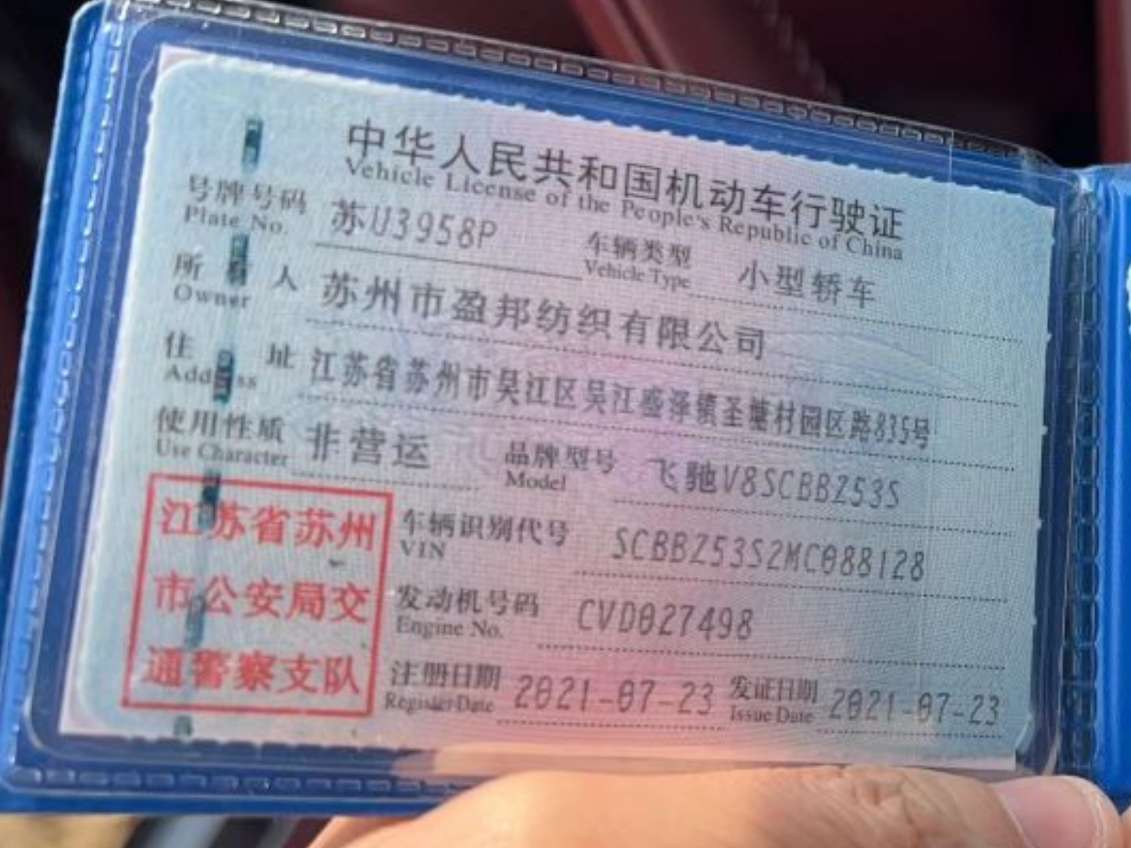 中华人民共和国机动车行驶证
Vehicle License of the People's Republic of China
号牌号码 苏U3958P 车辆类型 小型轿车
Plate No. Vehicle Type
所有人 苏州市盈邦纺织有限公司
Owner
住址 江苏省苏州市吴江区吴江盛泽镇圣塘村园区路835号
Address
使用性质 非营运 品牌型号 飞驰V8SCBBZ53S
Use Character Model
江苏省苏州
市公安局交
通警察支队
车辆识别代号 SCBBZ53S2MC088128
VIN
发动机号码 CVD027498
Engine No.
注册日期 2021-07-23 发证日期 2021-07-23
Register Date Issue Date